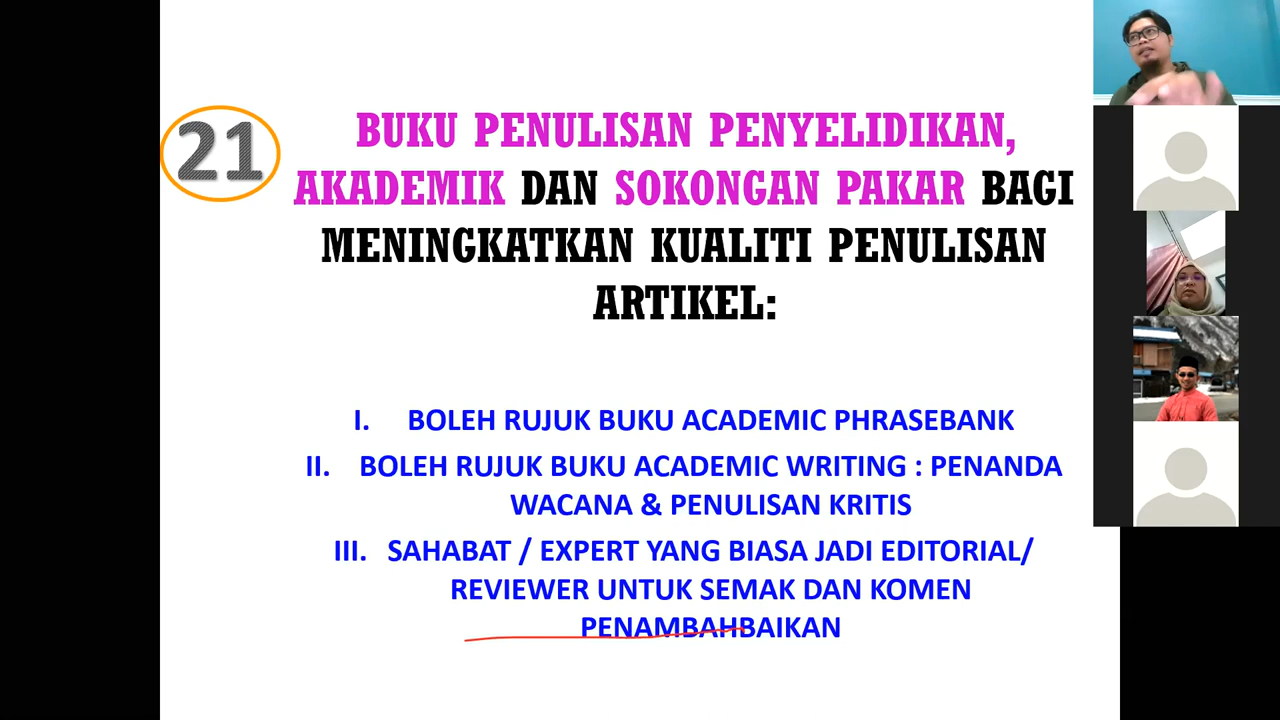 21
BUKU PENULISAN PENYELIDIKAN,
AKADEMIK DAN SOKONGAN PAKAR BAGI
MENINGKATKAN KUALITI PENULISAN
ARTIKEL:
I. BOLEH RUJUK BUKU ACADEMIC PHRASEBANK
II. BOLEH RUJUK BUKU ACADEMIC WRITING : PENANDA
WACANA & PENULISAN KRITIS
III. SAHABAT / EXPERT YANG BIASA JADI EDITORIAL/
REVIEWER UNTUK SEMAK DAN KOMEN
PENAMBAHBAIKAN